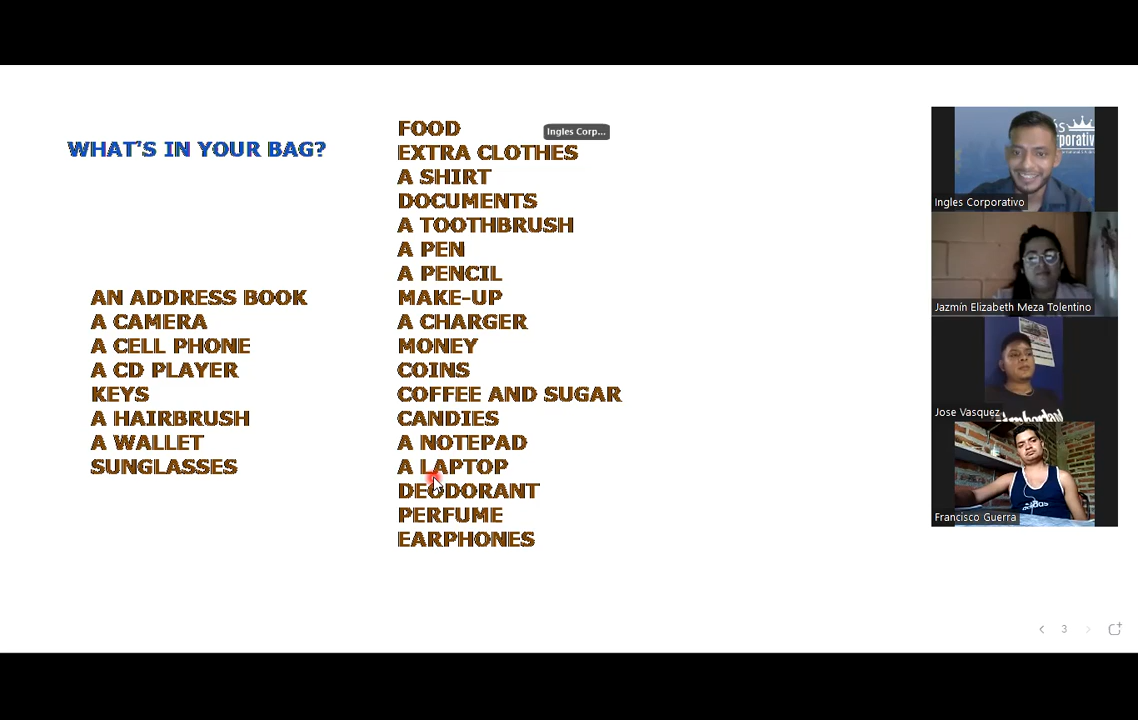 WHAT'S IN YOUR BAG?
AN ADDRESS BOOK
A CAMERA
A CELL PHONE
A CD PLAYER
KEYS
A HAIRBRUSH
A WALLET
SUNGLASSES
FOOD
EXTRA CLOTHES
A SHIRT
DOCUMENTS
A TOOTHBRUSH
A PEN
A PENCIL
MAKE-UP
A CHARGER
MONEY
COINS
COFFEE AND SUGAR
CANDIES
A NOTEPAD
A LAPTOP
DEODORANT
PERFUME
EARPHONES
Ingles Corp...
Ingles Corporativo
Jazmín Elizabeth Meza Tolentino
Jose Vasquez
Francisco Guerra
3